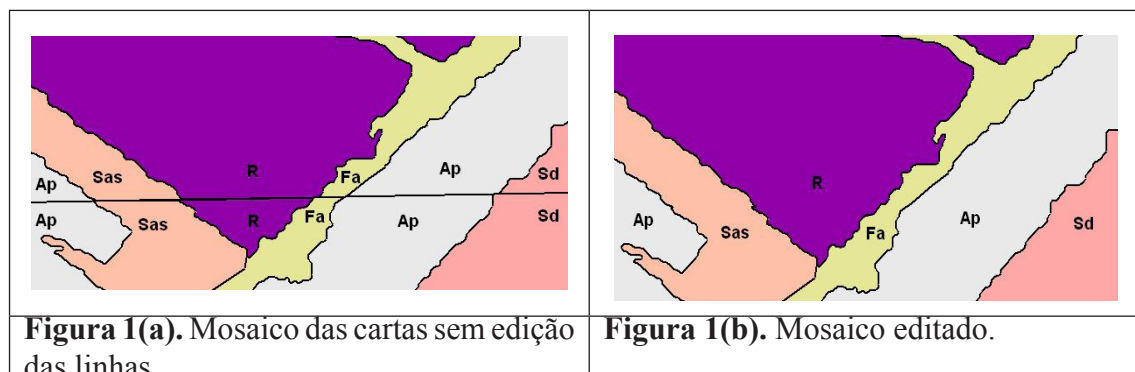 R
Ap
Sas
Fa
Ap
Sd
Ap
Sas
R
Fa
Ap
Sd
Figura 1(a). Mosaico das cartas sem edição
das linhas
R
Ap
Sas
Fa
Ap
Sd
Figura 1(b). Mosaico editado.